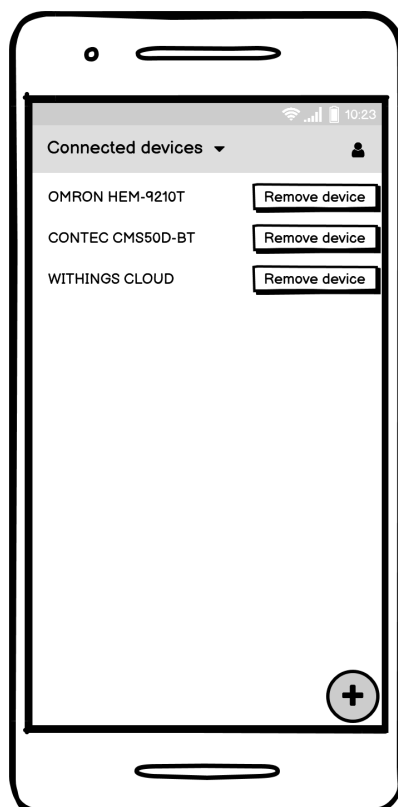 10:23
Connected devices
OMRON HEM-9210T Remove device
CONTEC CMS50D-BT Remove device
WITHINGS CLOUD Remove device